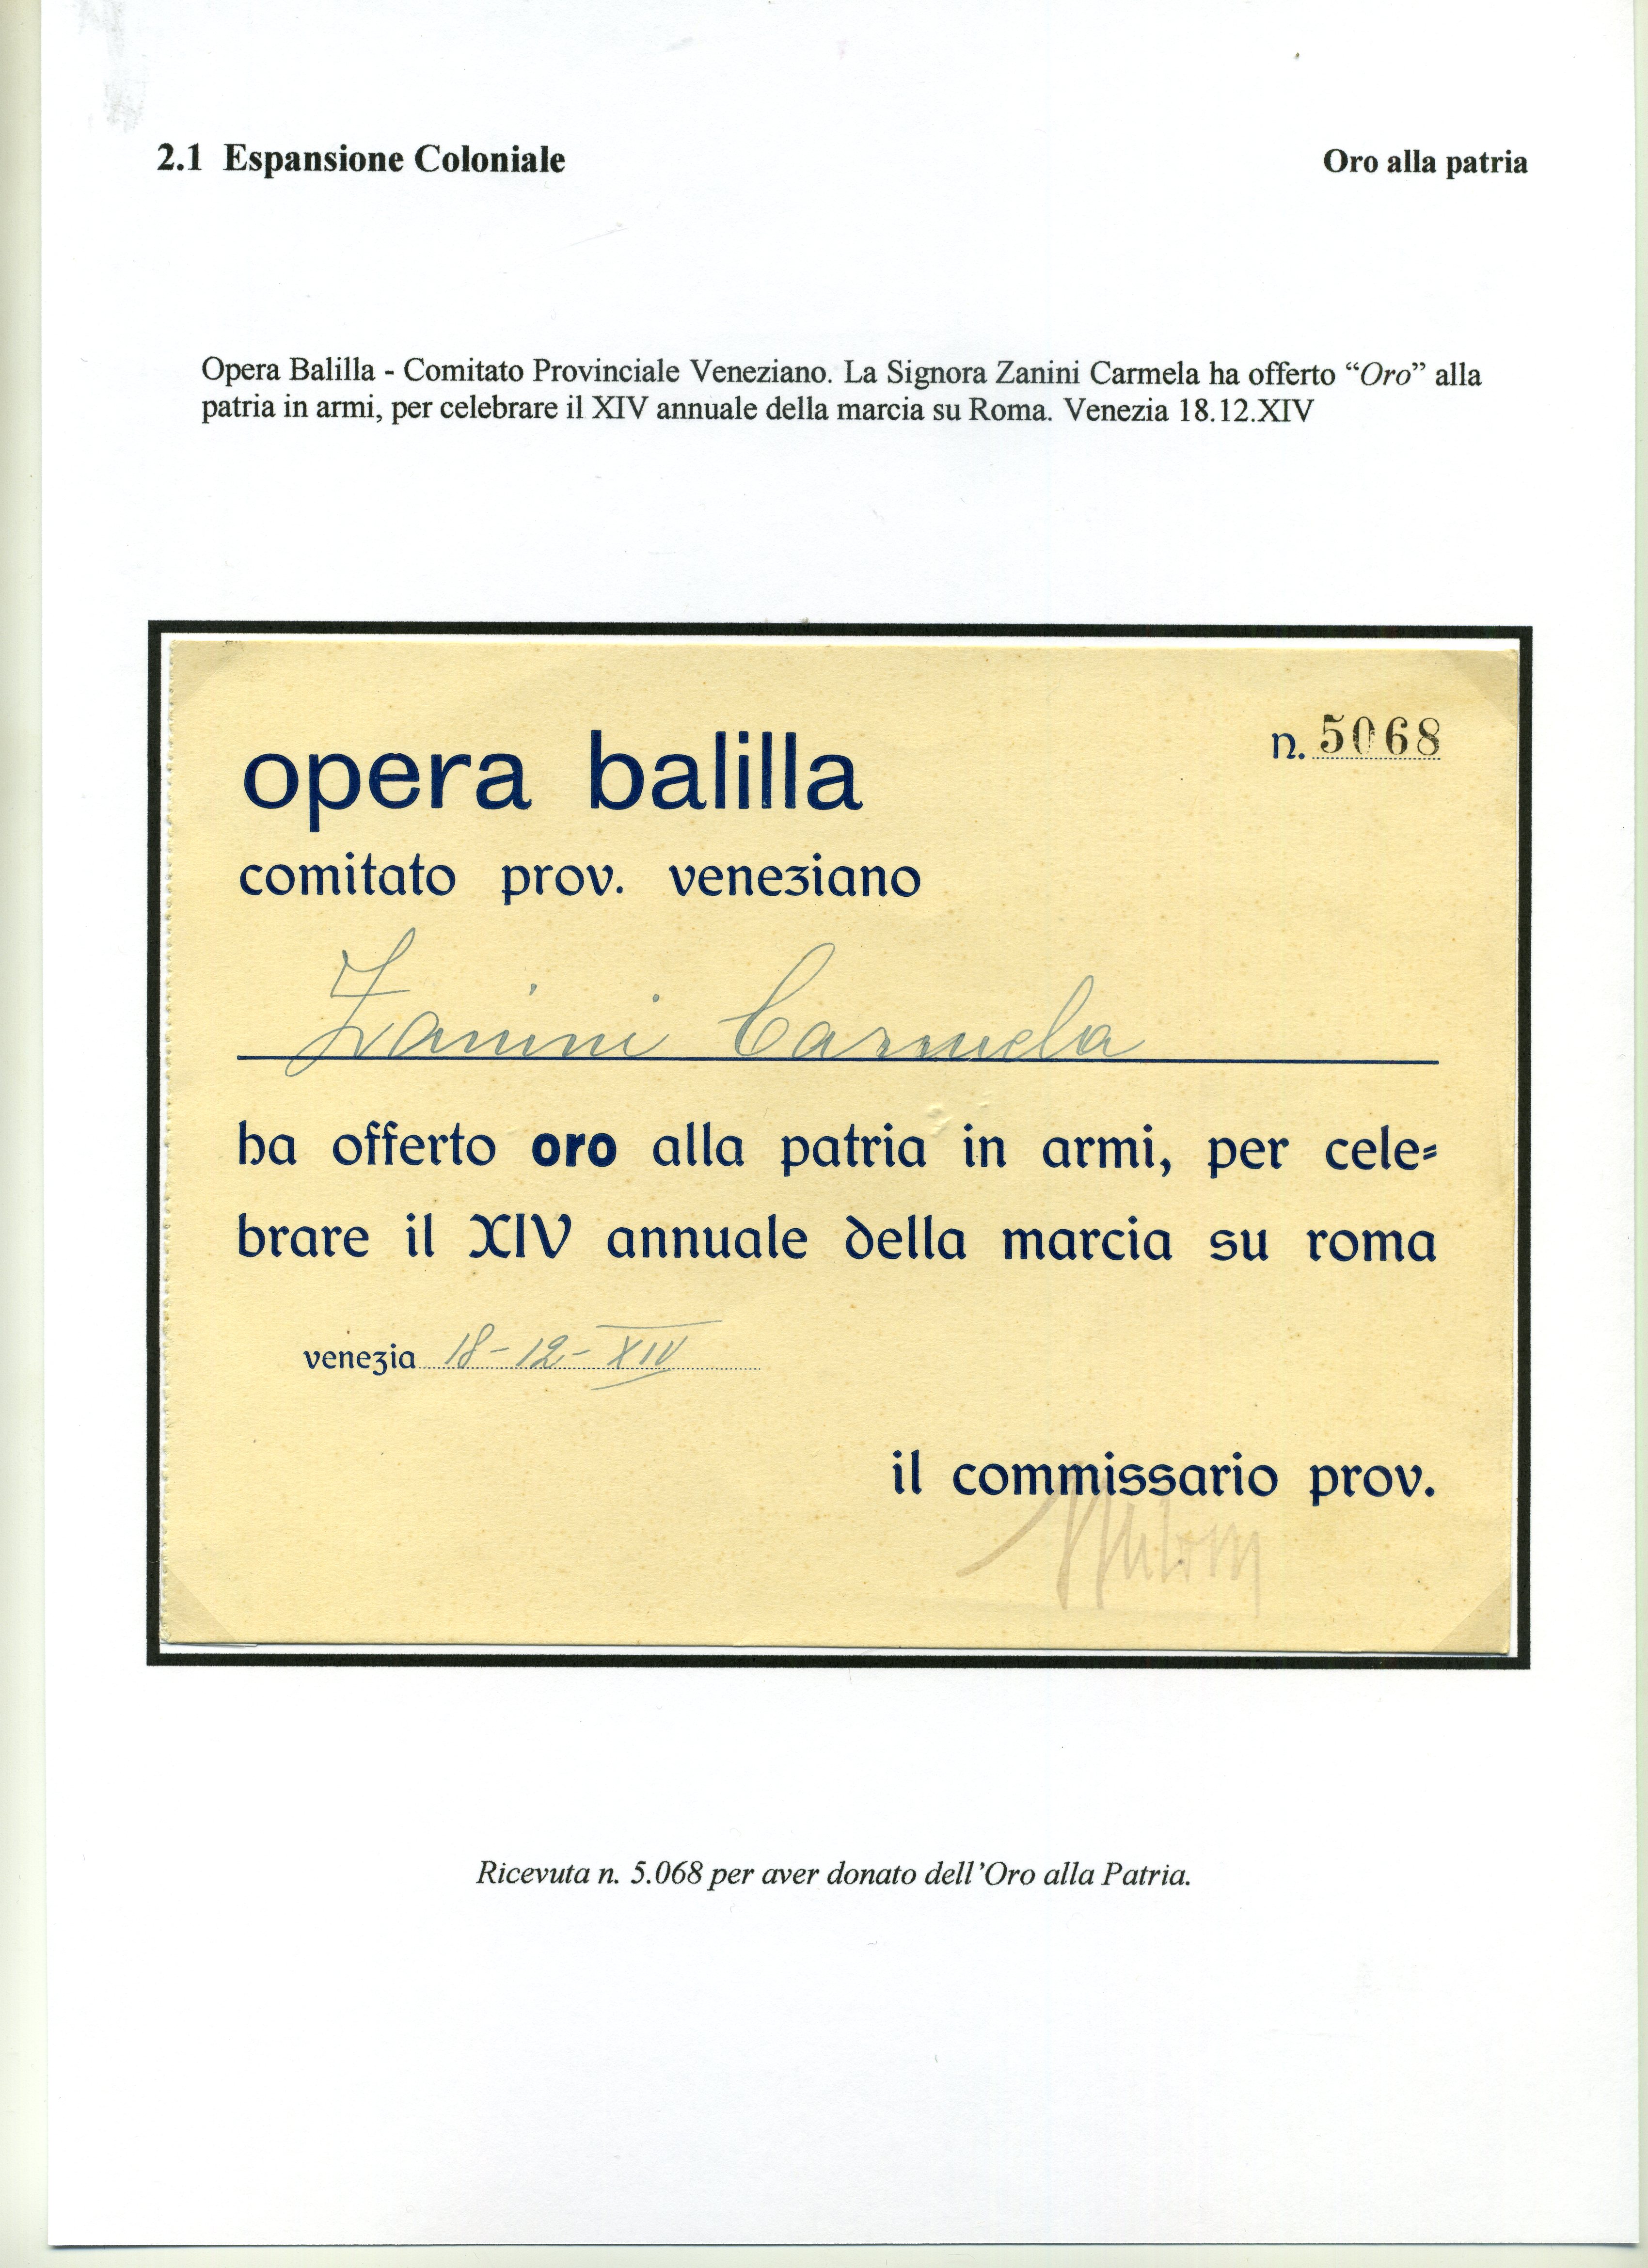 2.1 Espansione Coloniale
Oro alla patria
Opera Balilla - Comitato Provinciale Veneziano. La Signora Zanini Carmela ha offerto “Oro” alla
patria in armi, per celebrare il XIV annuale della marcia su Roma. Venezia 18.12.XIV
n. 5068
opera balilla
comitato prov. veneziano
Zanini Carmela
ha offerto oro alla patria in armi, per cele=
brare il XIV annuale della marcia su roma
venezia 18-12-XIV
il commissario prov.
Ricevuta n. 5.068 per aver donato dell’Oro alla Patria.